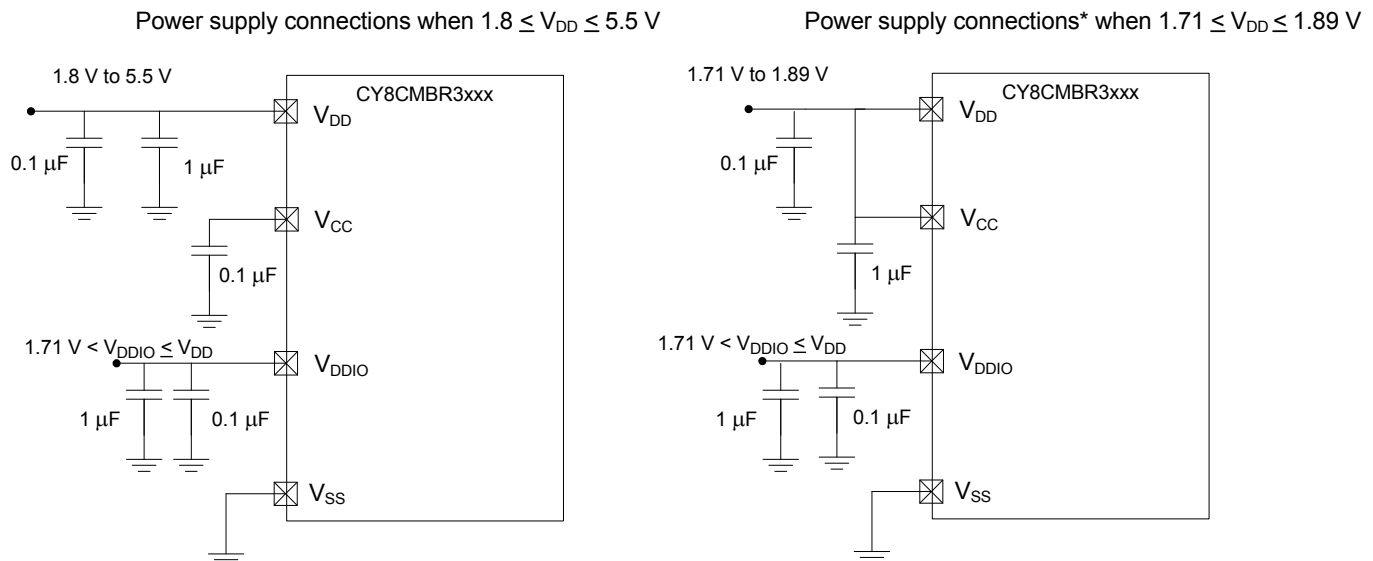 Power supply connections when 1.8 ≤ VDD ≤ 5.5 V
1.8 V to 5.5 V
CY8CMBR3xxx
VDD
0.1 µF
1 µF
VCC
0.1 µF
1.71 V < VDDIO ≤ VDD
VDDIO
1 µF
0.1 µF
VSS
Power supply connections* when 1.71 ≤ VDD ≤ 1.89 V
1.71 V to 1.89 V
CY8CMBR3xxx
VDD
0.1 µF
VCC
1 µF
1.71 V < VDDIO ≤ VDD
VDDIO
1 µF
0.1 µF
VSS